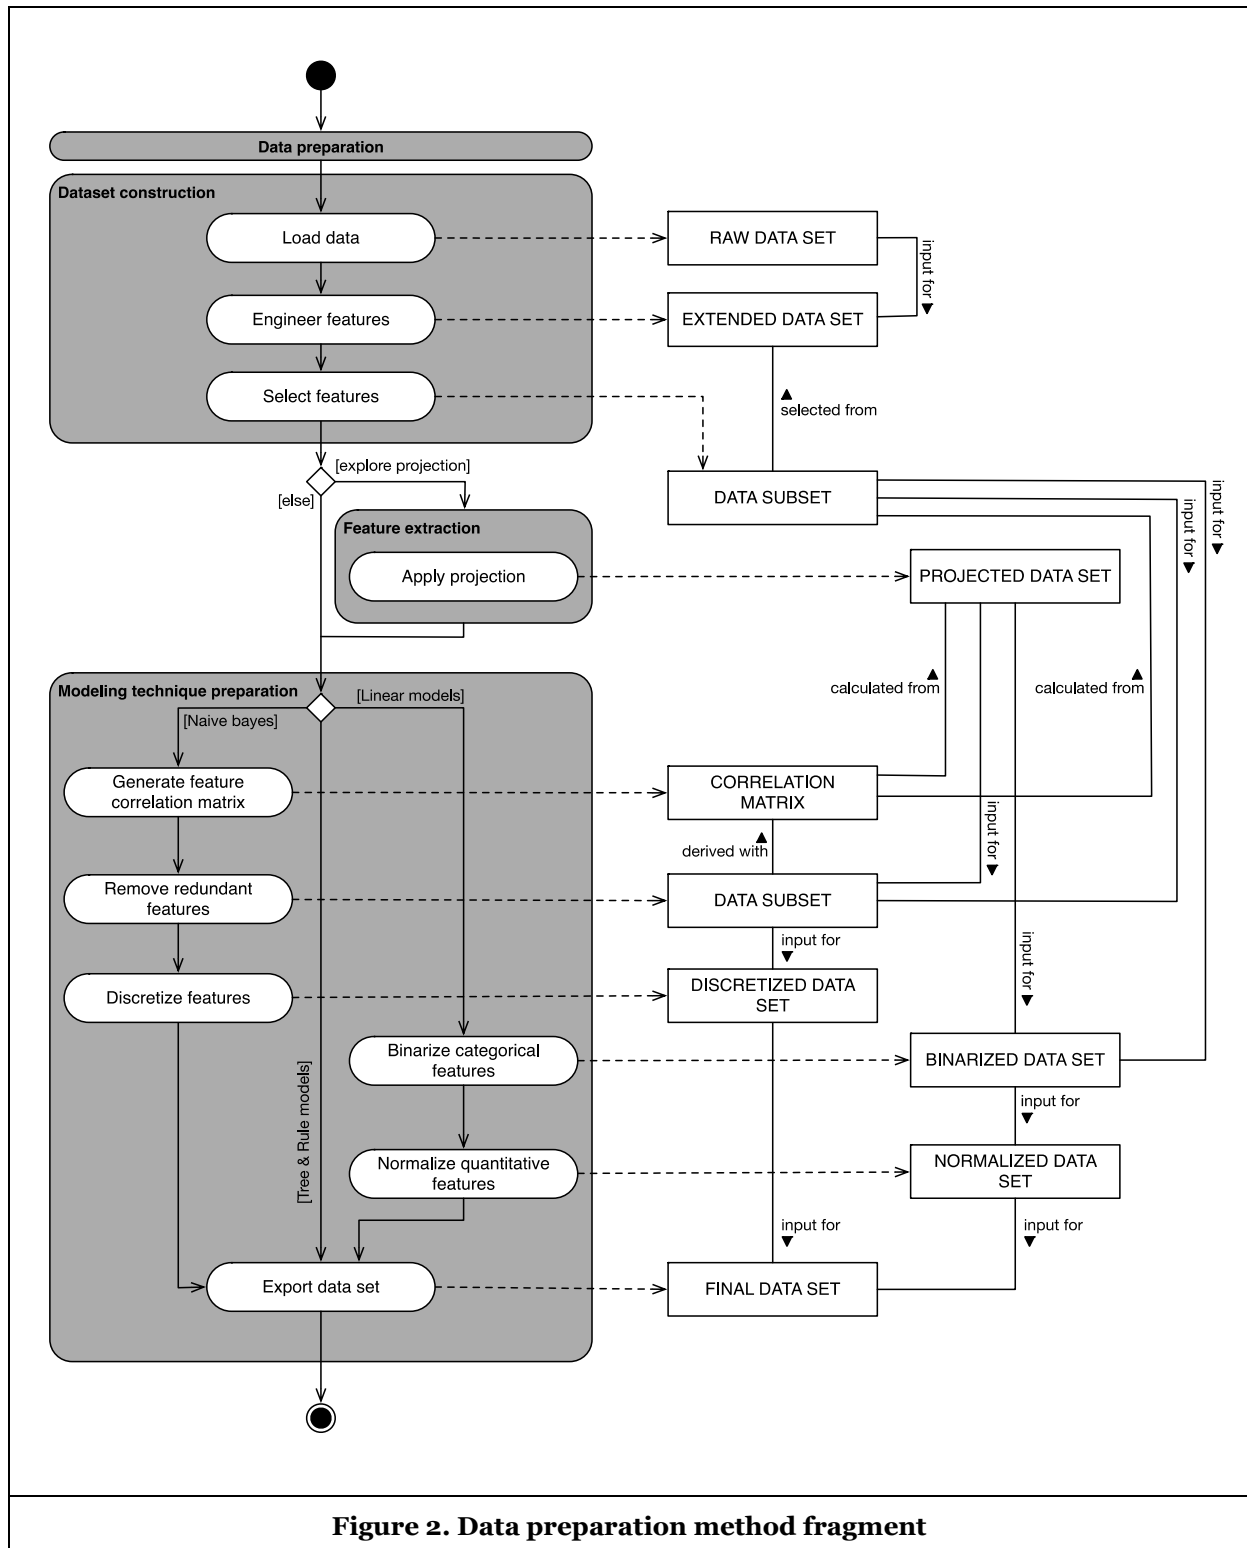 Data preparation
Dataset construction
Load data
RAW DATA SET
input for
Engineer features
EXTENDED DATA SET
Select features
selected from
[explore projection]
[else]
DATA SUBSET
input for
input for
Feature extraction
Apply projection
PROJECTED DATA SET
Modeling technique preparation
[Linear models]
[Naive bayes]
calculated from
calculated from
Generate feature
correlation matrix
CORRELATION
MATRIX
derived with
input for
Remove redundant
features
DATA SUBSET
input for
input for
Discretize features
DISCRETIZED DATA
SET
Binarize categorical
features
BINARIZED DATA SET
input for
[Tree & Rule models]
Normalize quantitative
features
NORMALIZED DATA
SET
input for
input for
Export data set
FINAL DATA SET
Figure 2. Data preparation method fragment